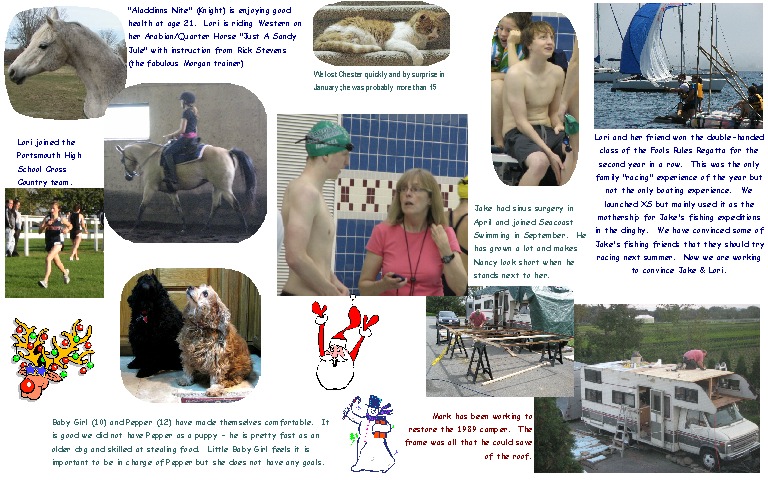 "Aladdins Nite" (Knight) is enjoying good
health at age 21.  Lori is riding Western on
her Arabian/Quarter Horse "Just A Sandy
Jule" with instruction from Rick Stevens
(the fabulous Morgan trainer)
We lost Chester quickly and by surprise in
January; he was probably more than 15
Lori joined the
Portsmouth High
School Cross
Country team.
Jake had sinus surgery in
April and joined Seacoast
Swimming in September.  He
has grown a lot and makes
Nancy look short when he
stands next to her.
Lori and her friend won the double-handed
class of the Fools Rules Regatta for the
second year in a row.  This was the only
family "racing" experience of the year but
not the only boating experience.  We
launched XS but mainly used it as the
mothership for Jake's fishing expeditions
in the dinghy.  We have convinced some of
Jake's fishing friends that they should try
racing next summer.  Now we are working
to convince Jake & Lori.
Baby Girl (10) and Pepper (12) have made themselves comfortable.  It
is good we did not have Pepper as a puppy - he is pretty fast as an
older dog and skilled at stealing food.  Little Baby Girl feels it is
important to be in charge of Pepper but she does not have any goals.
Mark has been working to
restore the 1989 camper.  The
frame was all that he could save
of the roof.